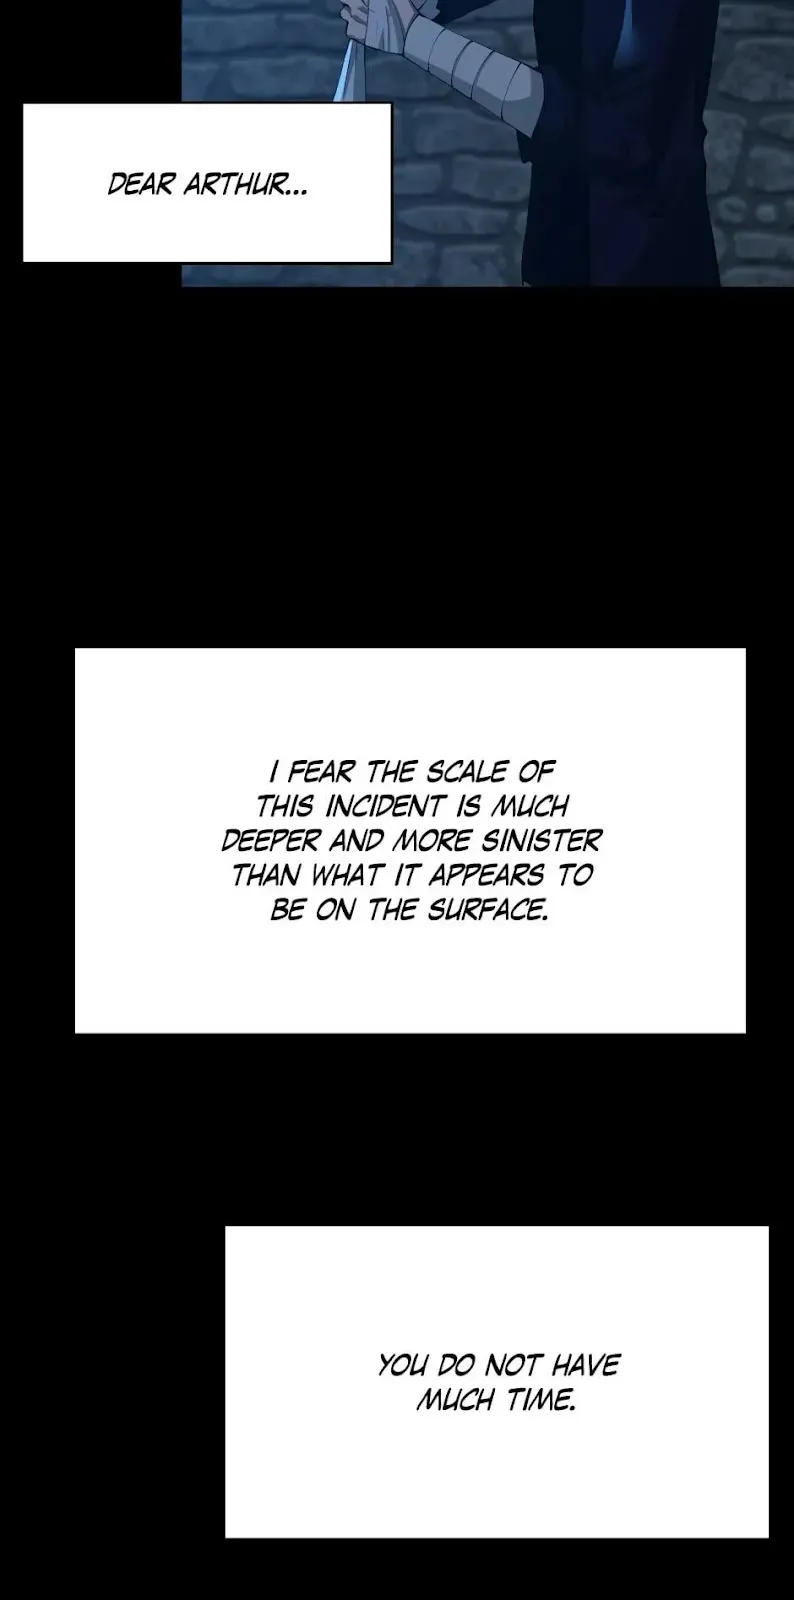 DEAR ARTHUR...
I FEAR THE SCALE OF
THIS INCIDENT IS MUCH
DEEPER AND MORE SINISTER
THAN WHAT IT APPEARS TO
BE ON THE SURFACE.
YOU DO NOT HAVE
MUCH TIME.